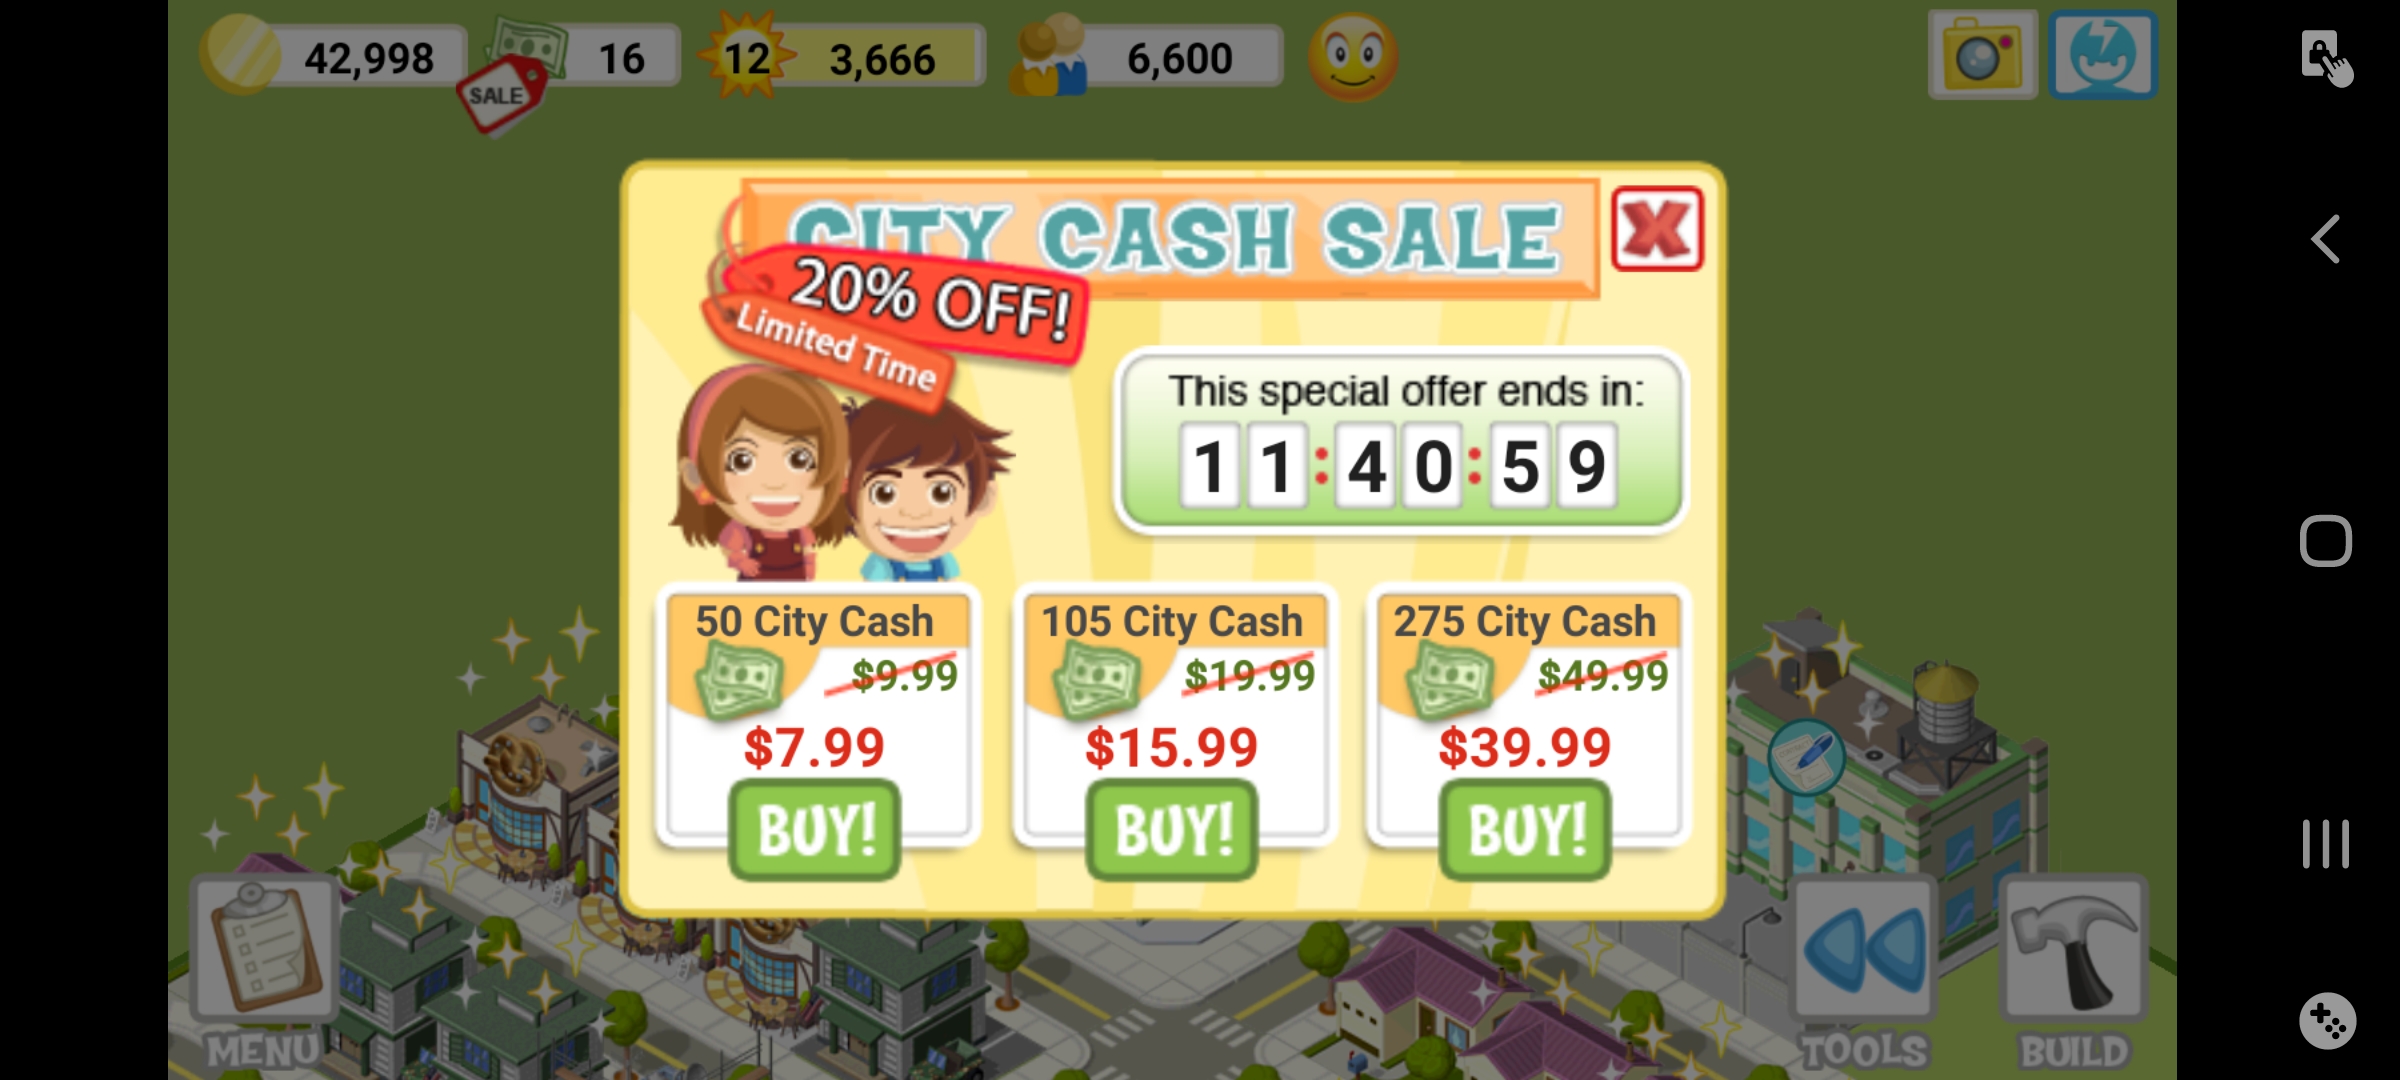 42,998
16
12
3,666
6,600
SALE
CITY CASH SALE
20% OFF!
Limited Time
This special offer ends in:
11:40:59
50 City Cash
$9.99
$7.99
BUY!
105 City Cash
$19.99
$15.99
BUY!
275 City Cash
$49.99
$39.99
BUY!
MENU
TOOLS
BUILD